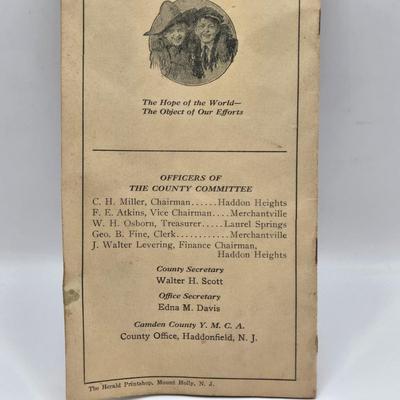 The Hope of the World—
The Object of Our Efforts
OFFICERS OF
THE COUNTY COMMITTEE
C. H. Miller, Chairman......Haddon Heights
F. E. Atkins, Vice Chairman....Merchantville
W. H. Osborn, Treasurer.....Laurel Springs
Geo. B. Fine, Clerk............Merchantville
J. Walter Levering, Finance Chairman,
Haddon Heights
County Secretary
Walter H. Scott
Office Secretary
Edna M. Davis
Camden County Y. M. C. A.
County Office, Haddonfield, N. J.
The Herald Printshop, Mount Holly, N. J.